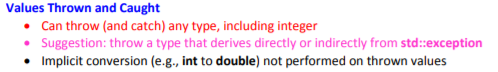 Values Thrown and Caught
• Can throw (and catch) any type, including integer
• Suggestion: throw a type that derives directly or indirectly from std::exception
• Implicit conversion (e.g., int to double) not performed on thrown values